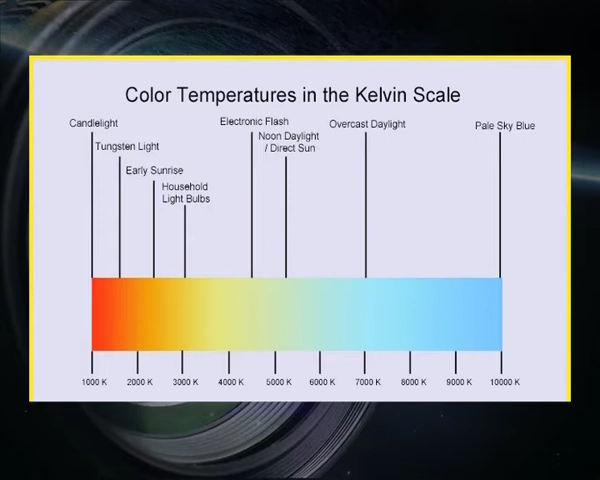 Color Temperatures in the Kelvin Scale
Candlelight
Tungsten Light
Early Sunrise
Household
Light Bulbs
Electronic Flash
Noon Daylight
/ Direct Sun
Overcast Daylight
Pale Sky Blue
1000 K
2000 K
3000 K
4000 K
5000 K
6000 K
7000 K
8000 K
9000 K
10000 K